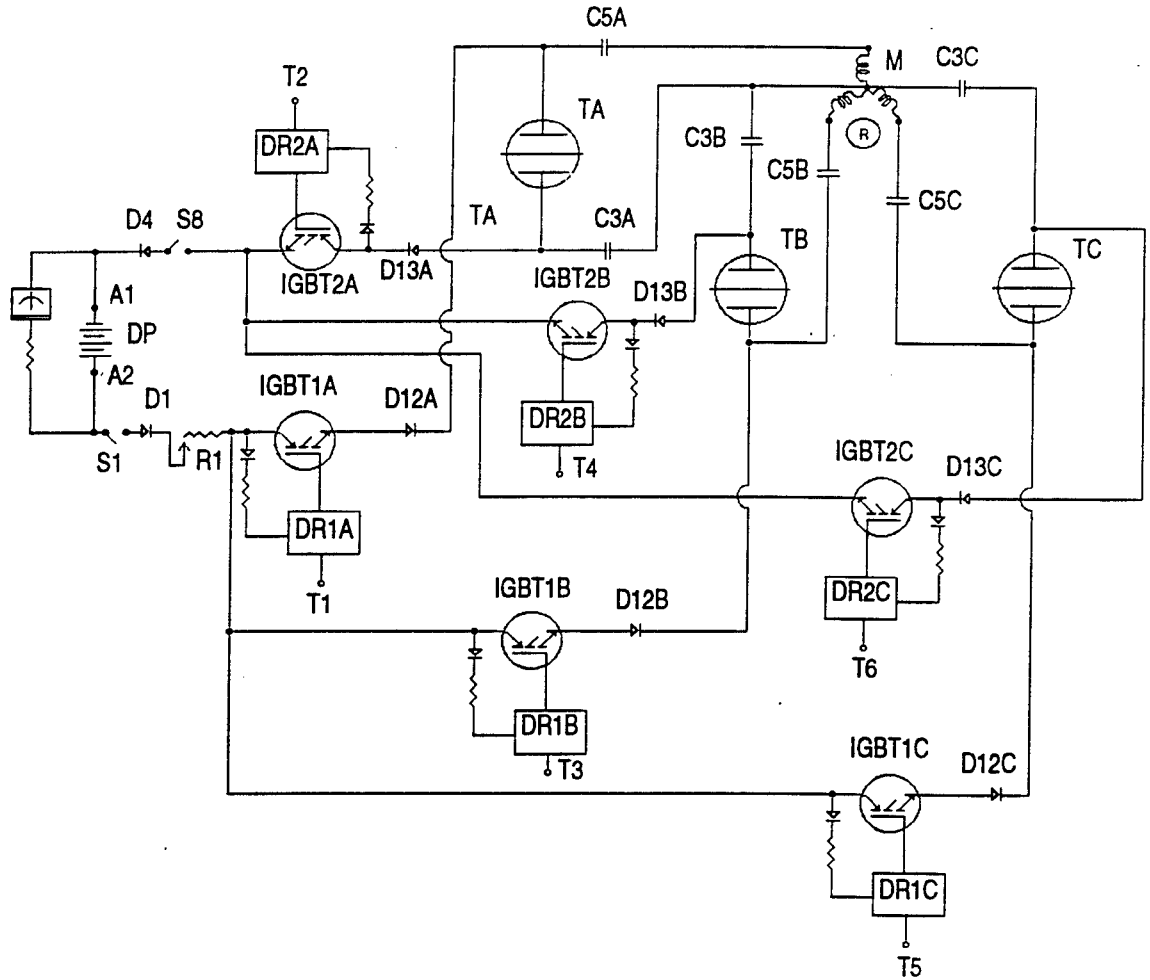 C5A
M
C3C
T2
TA
DR2A
C3B
R
C5B
C5C
TA
C3A
TB
TC
D4
S8
D13A
IGBT2A
IGBT2B
D13B
A1
DP
A2
IGBT1A
D12A
D1
DR2B
S1
R1
T4
IGBT2C
D13C
DR1A
T1
IGBT1B
D12B
DR2C
T6
DR1B
T3
IGBT1C
D12C
DR1C
T5